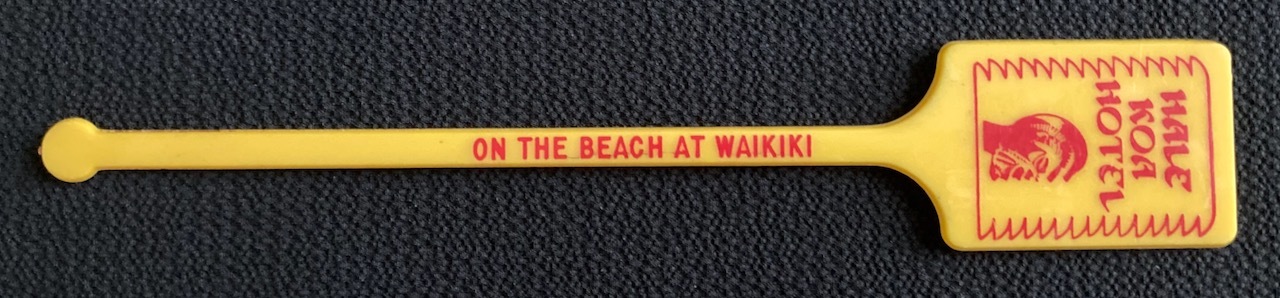 ON THE BEACH AT WAIKIKI
HALE
KOA
HOTEL